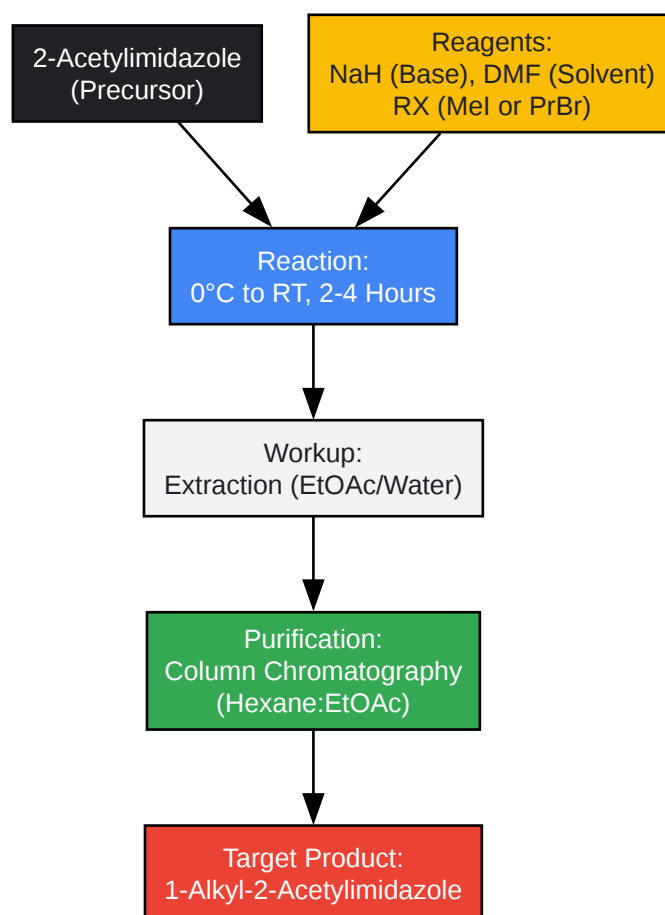 2-Acetylimidazole
(Precursor)
Reagents:
NaH (Base), DMF (Solvent)
RX (MeI or PrBr)
Reaction:
0°C to RT, 2-4 Hours
Workup:
Extraction (EtOAc/Water)
Purification:
Column Chromatography
(Hexane:EtOAc)
Target Product:
1-Alkyl-2-Acetylimidazole